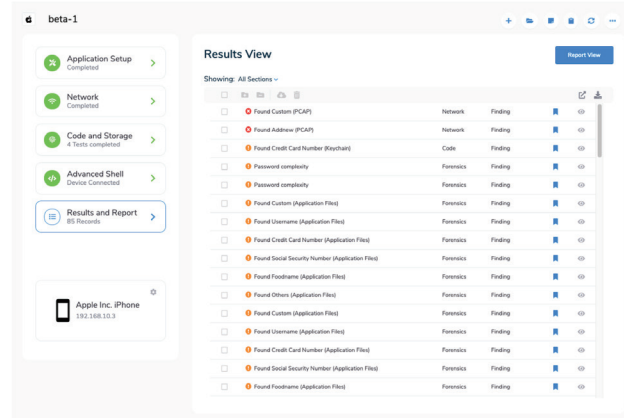 beta-1
Application Setup
Completed
Network
Completed
Code and Storage
4 Tests completed
Advanced Shell
Device Connected
Results and Report
85 Records
Apple Inc. iPhone
192.168.10.3
Results View
Report View
Showing: All Sections
Found Custom (PCAP) Network Finding
Found Addnew (PCAP) Network Finding
Found Credit Card Number (Keychain) Code Finding
Password complexity Forensics Finding
Password complexity Forensics Finding
Found Custom (Application Files) Forensics Finding
Found Username (Application Files) Forensics Finding
Found Credit Card Number (Application Files) Forensics Finding
Found Social Security Number (Application Files) Forensics Finding
Found Foodname (Application Files) Forensics Finding
Found Others (Application Files) Forensics Finding
Found Custom (Application Files) Forensics Finding
Found Username (Application Files) Forensics Finding
Found Credit Card Number (Application Files) Forensics Finding
Found Social Security Number (Application Files) Forensics Finding
Found Foodname (Application Files) Forensics Finding